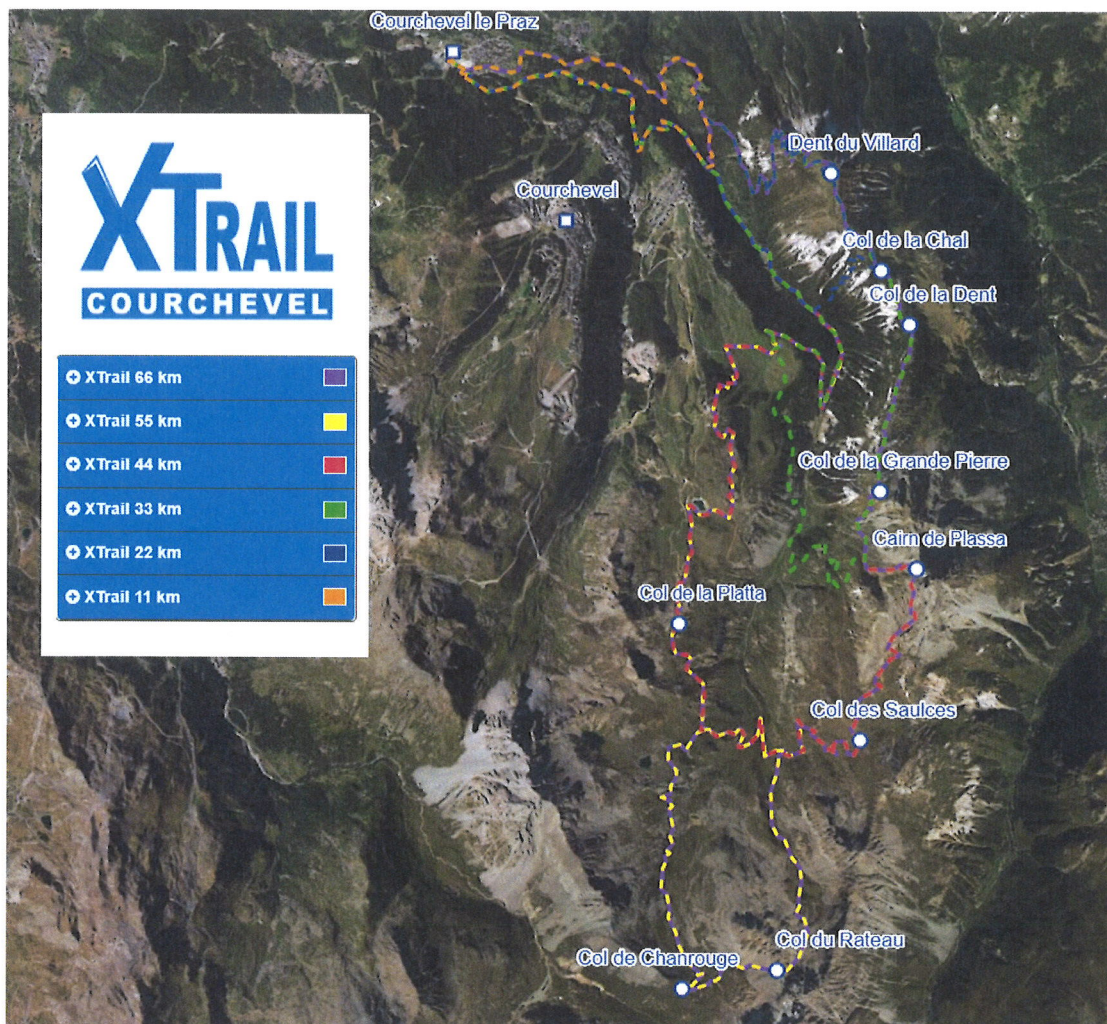 Courchevel le Praz
XTRAIL
COURCHEVEL
XTrail 66 km
XTrail 55 km
XTrail 44 km
XTrail 33 km
XTrail 22 km
XTrail 11 km
Dent du Villard
Courchevel
Col de la Chal
Col de la Dent
Col de la Grande Pierre
Cairn de Plassa
Col de la Platta
Col des Saulces
Col du Rateau
Col de Chanrouge